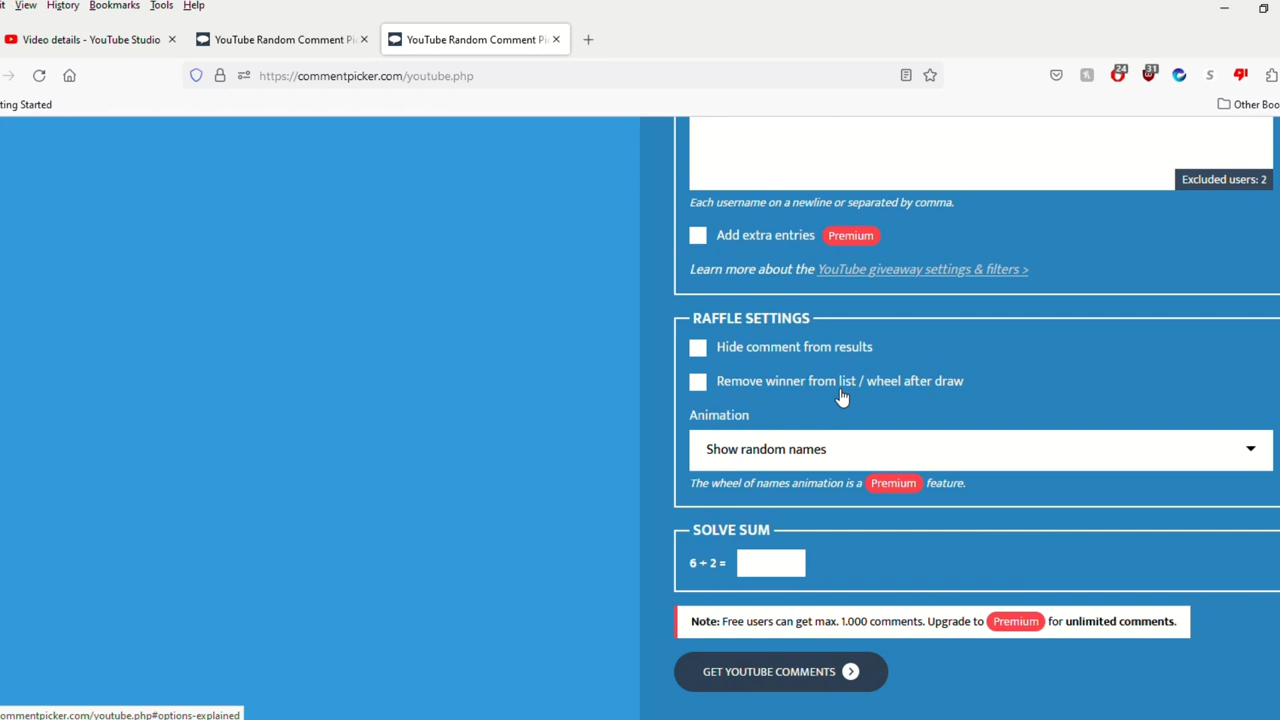 it View History Bookmarks Tools Help
Video details - YouTube Studio
YouTube Random Comment Pi
YouTube Random Comment Pi
https://commentpicker.com/youtube.php
24
31
ting Started
Other Boo
Excluded users: 2
Each username on a newline or separated by comma.
Add extra entries Premium
Learn more about the YouTube giveaway settings & filters >
RAFFLE SETTINGS
Hide comment from results
Remove winner from list / wheel after draw
Animation
Show random names
The wheel of names animation is a Premium feature.
SOLVE SUM
6 + 2 =
Note: Free users can get max. 1.000 comments. Upgrade to Premium for unlimited comments.
GET YOUTUBE COMMENTS
ommentpicker.com/youtube.php#options-explained